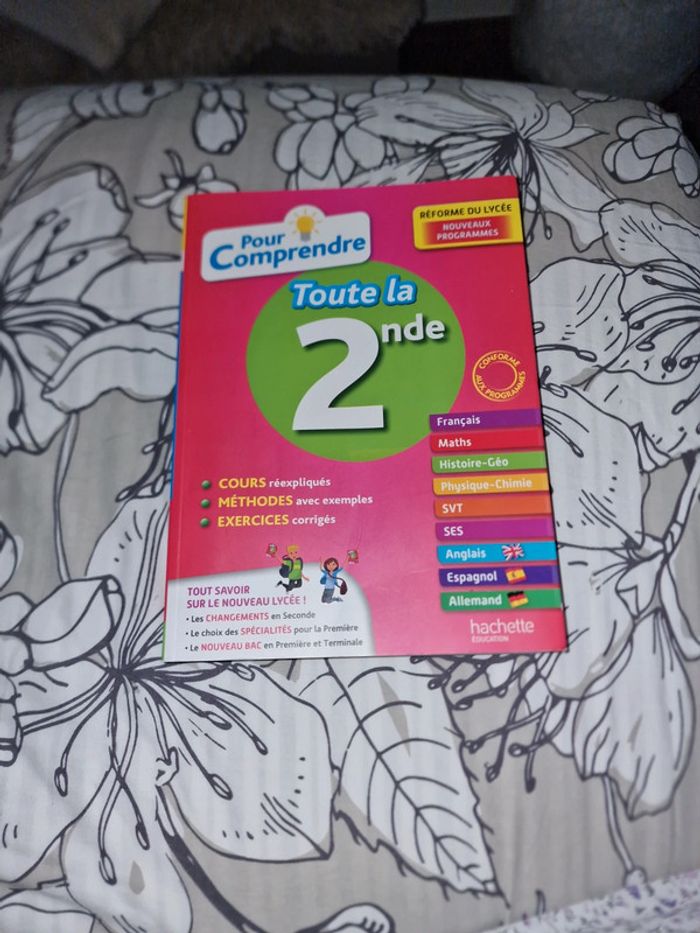 Pour
Comprendre
RÉFORME DU LYCÉE
NOUVEAUX
PROGRAMMES
Toute la
2nde
CONFORME
AUX PROGRAMMES
Français
Maths
Histoire-Géo
Physique-Chimie
SVT
SES
Anglais
Espagnol
Allemand
• COURS réexpliqués
• MÉTHODES avec exemples
• EXERCICES corrigés
TOUT SAVOIR
SUR LE NOUVEAU LYCÉE !
• Les CHANGEMENTS en Seconde
• Le choix des SPÉCIALITÉS pour la Première
• Le NOUVEAU BAC en Première et Terminale
hachette
ÉDUCATION